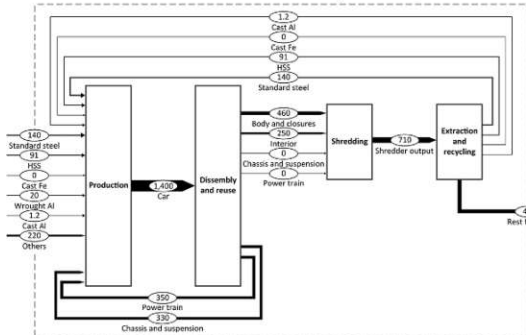 1.2
Cast Al
0
Cast Fe
91
HSS
140
Standard steel
140
Standard steel
91
HSS
0
Cast Fe
20
Wrought Al
1.2
Cast Al
220
Others
Production
1,400
Car
Dissembly
and reuse
460
Body and closures
250
Interior
0
Chassis and suspension
0
Power train
Shredding
710
Shredder output
Extraction
and
recycling
Rest
350
Power train
330
Chassis and suspension